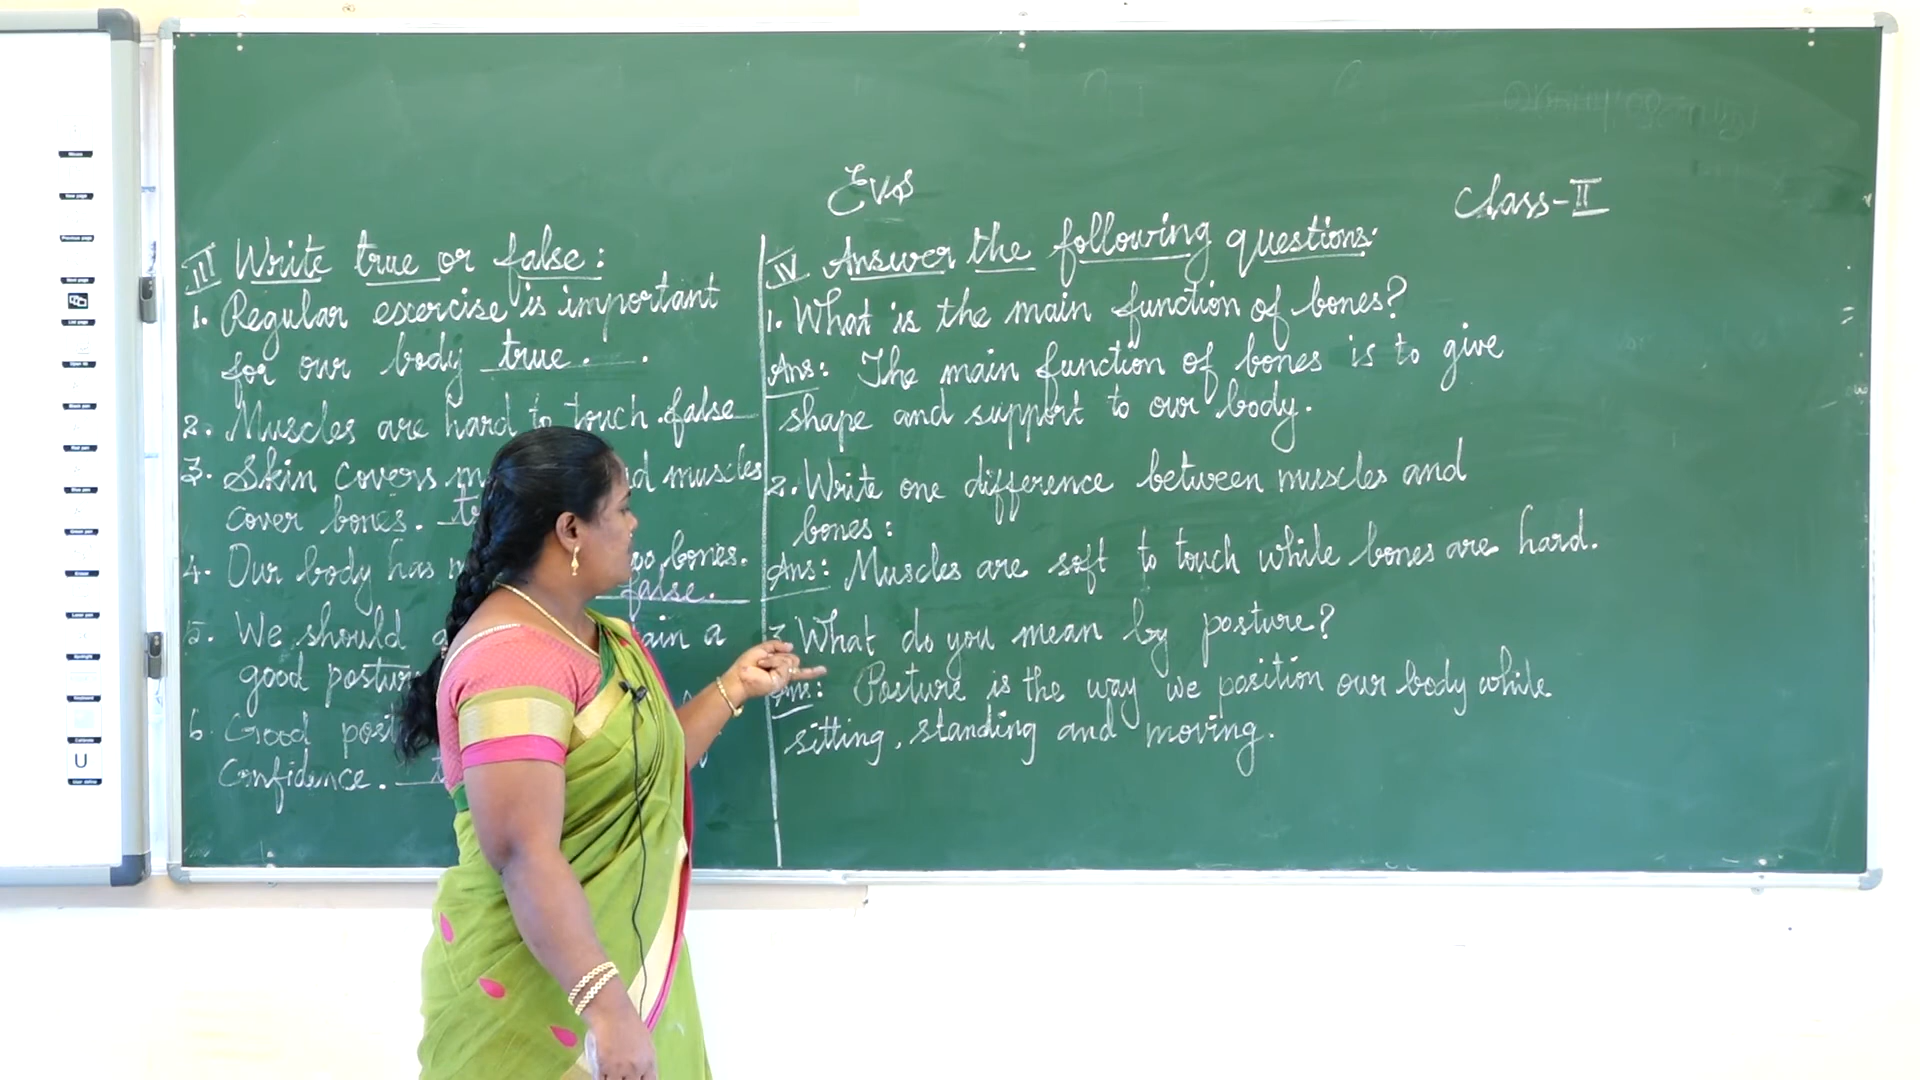 EVS
Class-II
III Write true or false:
1. Regular exercise is important
for our body true.
2. Muscles are hard to touch. false
3. Skin covers muscles
cover bones.
4. Our body has bones.
false.
5. We should a
good
6. Good
Confidence.
IV Answer the following questions:
1. What is the main function of bones?
Ans: The main function of bones is to give
shape and support to our body.
2. Write one difference between muscles and
bones:
Ans: Muscles are soft to touch while bones are hard.
3. What do you mean by posture?
Ans: Posture is the way we position our body while
sitting, standing and moving.